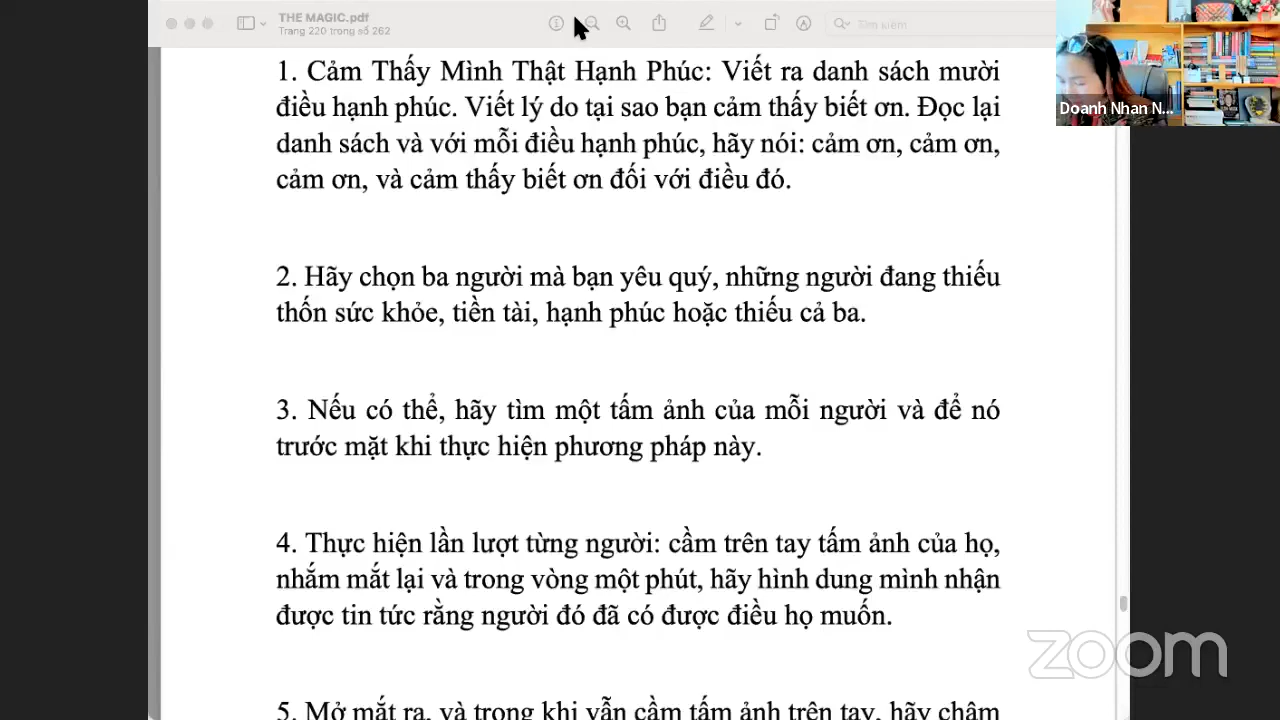 THE MAGIC.pdf
Trang 220 trong số 262
Tìm kiếm
Doanh Nhan N...
1. Cảm Thấy Mình Thật Hạnh Phúc: Viết ra danh sách mười
điều hạnh phúc. Viết lý do tại sao bạn cảm thấy biết ơn. Đọc lại
danh sách và với mỗi điều hạnh phúc, hãy nói: cảm ơn, cảm ơn,
cảm ơn, và cảm thấy biết ơn đối với điều đó.
2. Hãy chọn ba người mà bạn yêu quý, những người đang thiếu
thốn sức khỏe, tiền tài, hạnh phúc hoặc thiếu cả ba.
3. Nếu có thể, hãy tìm một tấm ảnh của mỗi người và để nó
trước mặt khi thực hiện phương pháp này.
4. Thực hiện lần lượt từng người: cầm trên tay tấm ảnh của họ,
nhắm mắt lại và trong vòng một phút, hãy hình dung mình nhận
được tin tức rằng người đó đã có được điều họ muốn.
5. Mở mắt ra, và trong khi vẫn cầm tấm ảnh trên tay, hãy chậm
zoom